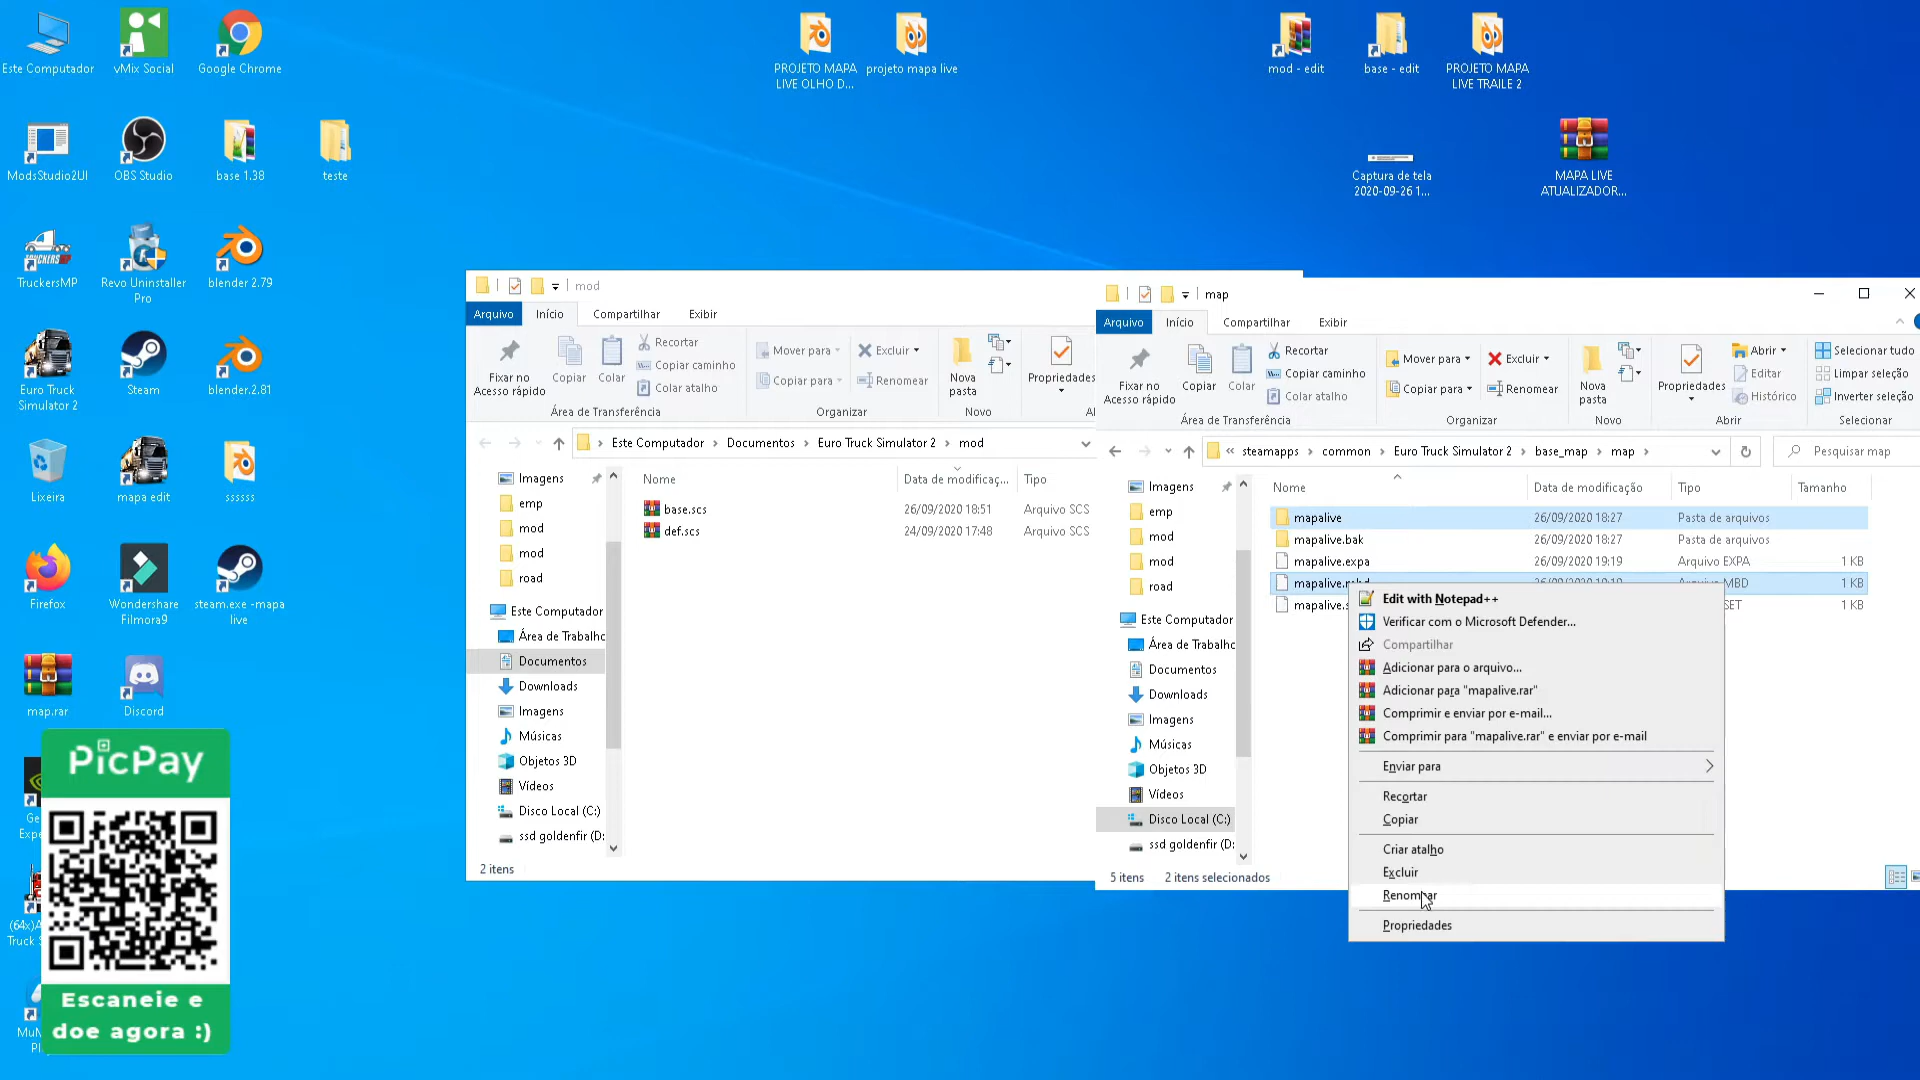 Este Computador
vMix Social
Google Chrome
PROJETO MAPA
LIVE OLHO D...
projeto mapa live
mod - edit
base - edit
PROJETO MAPA
LIVE TRAILE 2
ModsStudio2UI
OBS Studio
base 1.38
teste
Captura de tela
2020-09-26 1...
MAPA LIVE
ATUALIZADOR...
TruckersMP
Revo Uninstaller
Pro
blender 2.79
Euro Truck
Simulator 2
Steam
blender.2.81
Lixeira
mapa edit
ssssss
Firefox
Wondershare
Filmora9
steam.exe -mapa
live
map.rar
Discord
PicPay
Escaneie e
doe agora :)
mod
Arquivo
Início
Compartilhar
Exibir
Fixar no
Acesso rápido
Copiar
Colar
Recortar
Copiar caminho
Colar atalho
Área de Transferência
Mover para
Copiar para
Excluir
Renomear
Organizar
Nova
pasta
Novo
Propriedades
Este Computador
Documentos
Euro Truck Simulator 2
mod
Imagens
emp
mod
mod
road
Este Computador
Área de Trabalho
Documentos
Downloads
Imagens
Músicas
Objetos 3D
Vídeos
Disco Local (C:)
ssd goldenfir (D:
Nome
Data de modificaç...
Tipo
base.scs
26/09/2020 18:51
Arquivo SCS
def.scs
24/09/2020 17:48
Arquivo SCS
2 itens
map
Arquivo
Início
Compartilhar
Exibir
Fixar no
Acesso rápido
Copiar
Colar
Recortar
Copiar caminho
Colar atalho
Área de Transferência
Mover para
Copiar para
Excluir
Renomear
Organizar
Nova
pasta
Novo
Propriedades
Abrir
Editar
Histórico
Abrir
Selecionar tudo
Limpar seleção
Inverter seleção
Selecionar
steamapps
common
Euro Truck Simulator 2
base_map
map
Pesquisar map
Imagens
emp
mod
mod
road
Este Computador
Área de Trabalho
Documentos
Downloads
Imagens
Músicas
Objetos 3D
Vídeos
Disco Local (C:)
ssd goldenfir (D:
Nome
Data de modificação
Tipo
Tamanho
mapalive
26/09/2020 18:27
Pasta de arquivos
mapalive.bak
26/09/2020 18:27
Pasta de arquivos
mapalive.expa
26/09/2020 19:19
Arquivo EXPA
1 KB
MBD
1 KB
SET
1 KB
5 itens
2 itens selecionados
Edit with Notepad++
Verificar com o Microsoft Defender...
Compartilhar
Adicionar para o arquivo...
Adicionar para "mapalive.rar"
Comprimir e enviar por e-mail...
Comprimir para "mapalive.rar" e enviar por e-mail
Enviar para
Recortar
Copiar
Criar atalho
Excluir
Renomear
Propriedades